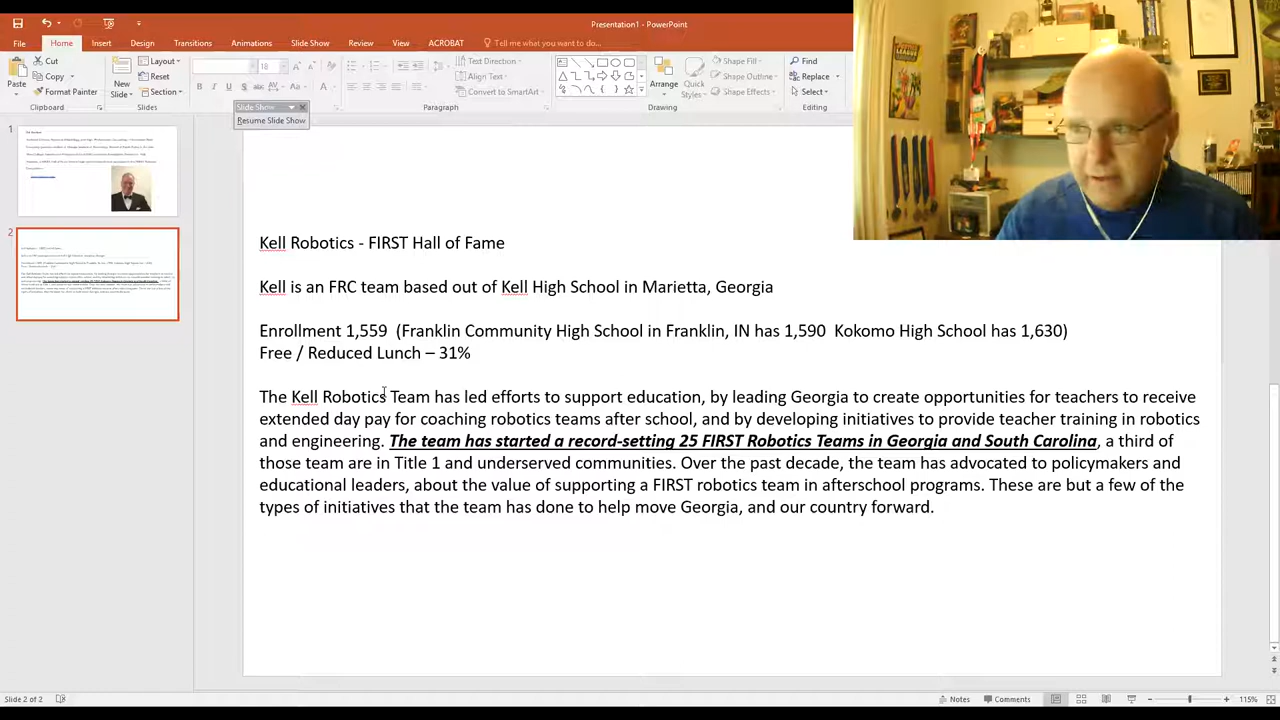 Presentation1 - PowerPoint
File Home Insert Design Transitions Animations Slide Show Review View ACROBAT Tell me what you want to do...
Paste
Cut
Copy
Format Painter
Clipboard
New Slide
Layout
Reset
Section
Slides
18
B I U S abc AV Aa A
Text Direction
Align Text
Convert to SmartArt
Paragraph
Arrange
Quick Styles
Shape Fill
Shape Outline
Shape Effects
Drawing
Find
Replace
Select
Editing
Slide Show
Resume Slide Show
1
2
Kell Robotics - FIRST Hall of Fame
Kell is an FRC team based out of Kell High School in Marietta, Georgia
Enrollment 1,559 (Franklin Community High School in Franklin, IN has 1,590 Kokomo High School has 1,630)
Free / Reduced Lunch – 31%
The Kell Robotics Team has led efforts to support education, by leading Georgia to create opportunities for teachers to receive
extended day pay for coaching robotics teams after school, and by developing initiatives to provide teacher training in robotics
and engineering. The team has started a record-setting 25 FIRST Robotics Teams in Georgia and South Carolina, a third of
those team are in Title 1 and underserved communities. Over the past decade, the team has advocated to policymakers and
educational leaders, about the value of supporting a FIRST robotics team in afterschool programs. These are but a few of the
types of initiatives that the team has done to help move Georgia, and our country forward.
Slide 2 of 2
Notes Comments 115%